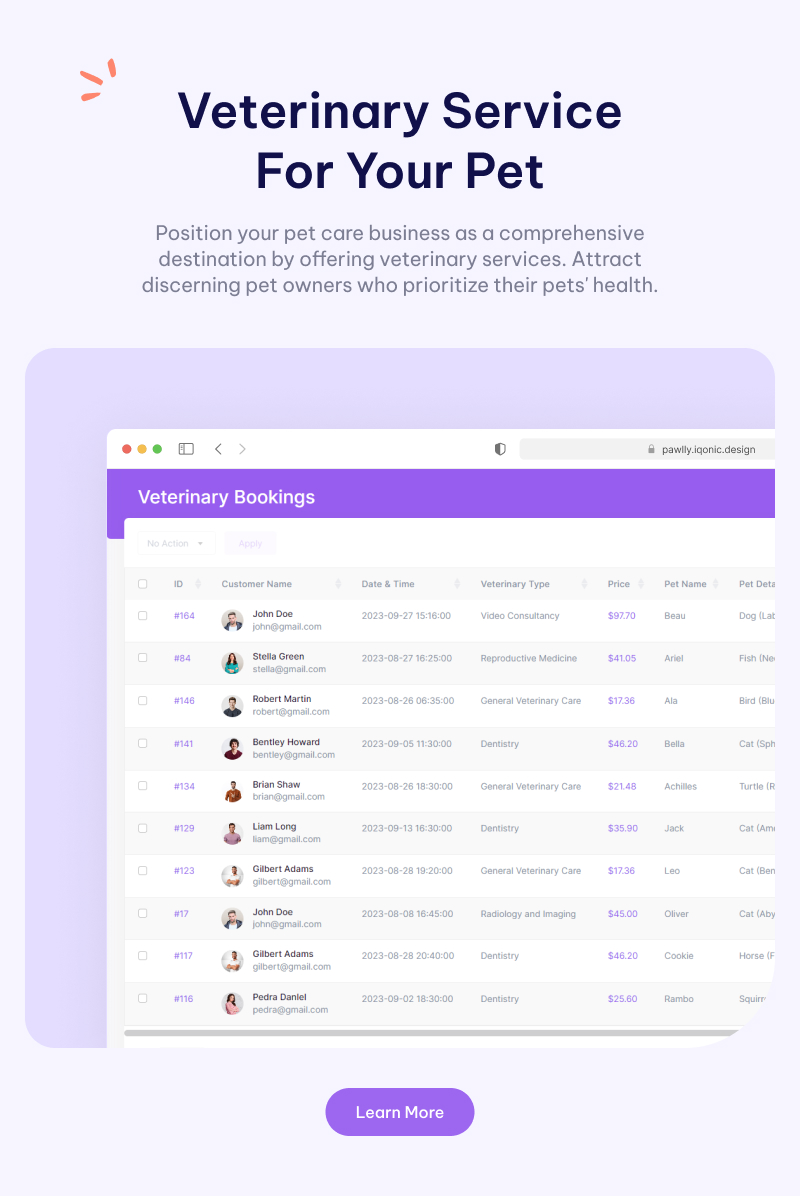 Veterinary Service
For Your Pet
Position your pet care business as a comprehensive
destination by offering veterinary services. Attract
discerning pet owners who prioritize their pets' health.
pawlly.iqonic.design
Veterinary Bookings
No Action Apply
ID Customer Name Date & Time Veterinary Type Price Pet Name Pet Deta
#164 John Doe 2023-09-27 15:16:00 Video Consultancy $97.70 Beau Dog (Lab
john@gmail.com
#84 Stella Green 2023-08-27 16:25:00 Reproductive Medicine $41.05 Ariel Fish (Neo
stella@gmail.com
#146 Robert Martin 2023-08-26 06:35:00 General Veterinary Care $17.36 Ala Bird (Blu
robert@gmail.com
#141 Bentley Howard 2023-09-05 11:30:00 Dentistry $46.20 Bella Cat (Sph
bentley@gmail.com
#134 Brian Shaw 2023-08-26 18:30:00 General Veterinary Care $21.48 Achilles Turtle (R
brian@gmail.com
#129 Liam Long 2023-09-13 16:30:00 Dentistry $35.90 Jack Cat (Ame
liam@gmail.com
#123 Gilbert Adams 2023-08-28 19:20:00 General Veterinary Care $17.36 Leo Cat (Ben
gilbert@gmail.com
#17 John Doe 2023-08-08 16:45:00 Radiology and Imaging $45.00 Oliver Cat (Aby
john@gmail.com
#117 Gilbert Adams 2023-08-28 20:40:00 Dentistry $46.20 Cookie Horse (F
gilbert@gmail.com
#116 Pedra Danlel 2023-09-02 18:30:00 Dentistry $25.60 Rambo Squirr
pedra@gmail.com
Learn More